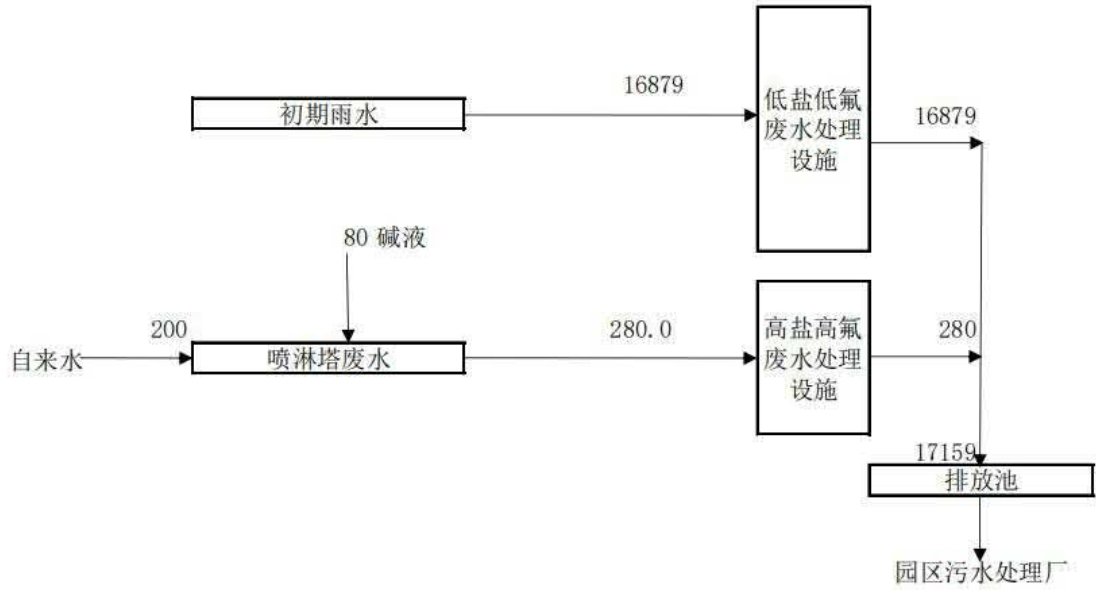 16879
初期雨水
低盐低氟
废水处理
设施
16879
80 碱液
自来水
200
喷淋塔废水
280.0
高盐高氟
废水处理
设施
280
17159
排放池
园区污水处理厂